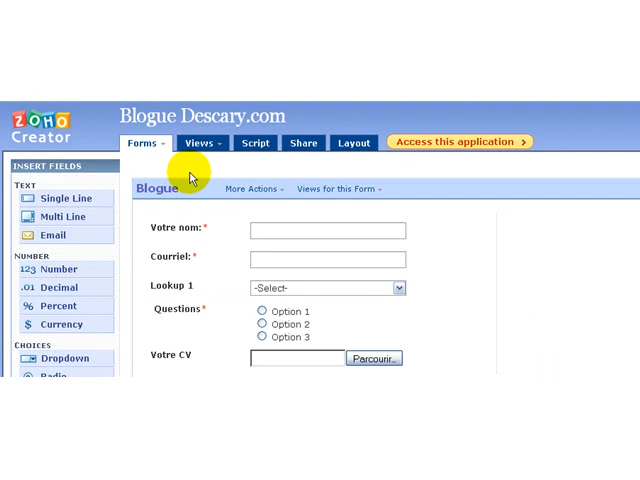 ZOHO
Creator
Blogue Descary.com
Forms
Views
Script
Share
Layout
Access this application
INSERT FIELDS
TEXT
Single Line
Multi Line
Email
NUMBER
123 Number
.01 Decimal
% Percent
$ Currency
CHOICES
Dropdown
Radio
Blogue
More Actions
Views for this Form
Votre nom:*
Courriel:*
Lookup 1
-Select-
Questions*
Option 1
Option 2
Option 3
Votre CV
Parcourir...